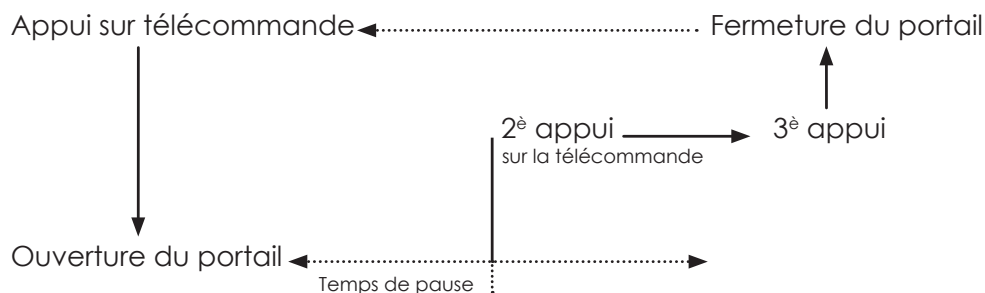 Appui sur télécommande
Fermeture du portail
2è appui
3è appui
sur la télécommande
Ouverture du portail
Temps de pause